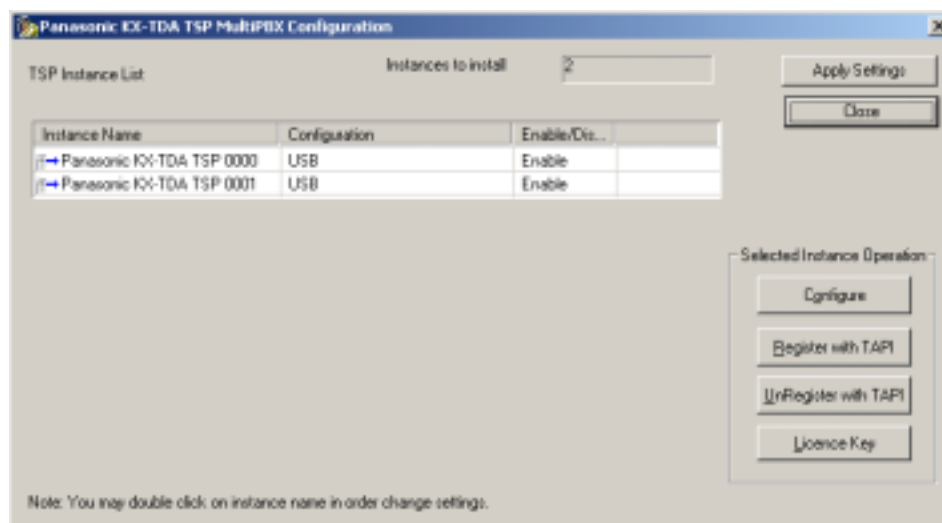 Panasonic KX-TDA TSP MultiPBX Configuration
TSP Instance List
Instances to install
2
Apply Settings
Close
Instance Name Configuration Enable/Dis...
Panasonic KX-TDA TSP 0000 USB Enable
Panasonic KX-TDA TSP 0001 USB Enable
Selected Instance Operation
Configure
Register with TAPI
UnRegister with TAPI
Licence Key
Note: You may double click on instance name in order change settings.